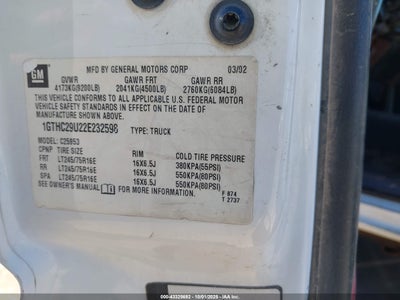 GM
MFD BY GENERAL MOTORS CORP 03/02
GVWR GAWR FRT GAWR RR
4173KG(9200LB) 2041KG(4500LB) 2760KG(6084LB)
THIS VEHICLE CONFORMS TO ALL APPLICABLE U.S. FEDERAL MOTOR
VEHICLE SAFETY STANDARDS IN EFFECT ON THE DATE OF
MANUFACTURE SHOWN ABOVE.
1GTHC29U22E232598 TYPE: TRUCK
MODEL: C25953
CPNP TIRE SIZE RIM COLD TIRE PRESSURE
FRT LT245/75R16E 16X6.5J 380KPA(55PSI)
RR LT245/75R16E 16X6.5J 550KPA(80PSI)
SPA LT245/75R16E 16X6.5J 550KPA(80PSI)
SEE OWNER'S MANUAL FOR ADDITIONAL INFORMATION.
F 874
T 2737